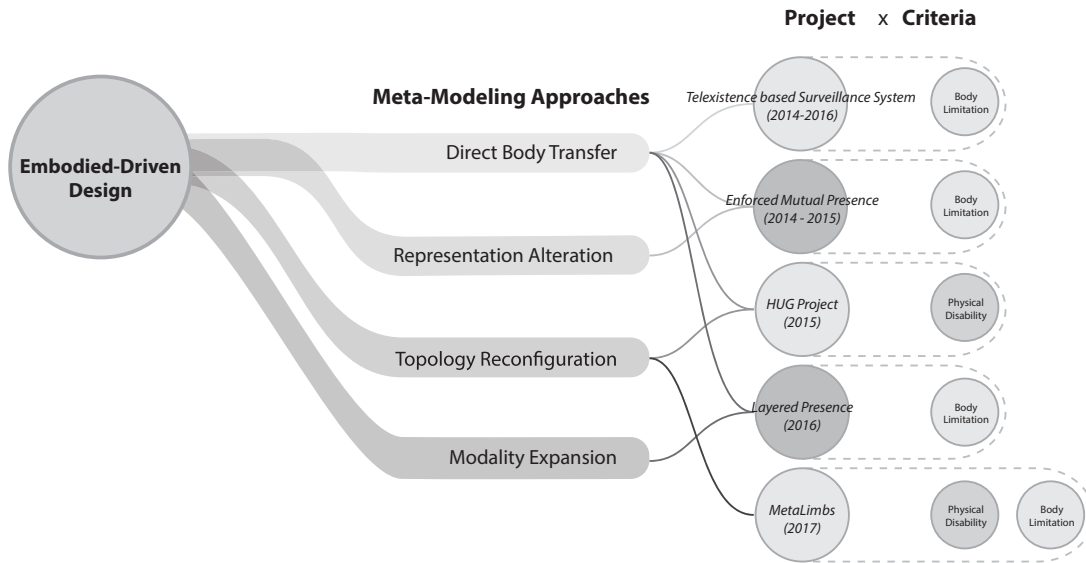 Project x Criteria
Meta-Modeling Approaches
Embodied-Driven
Design
Direct Body Transfer
Representation Alteration
Topology Reconfiguration
Modality Expansion
Telexistence based Surveillance System
(2014-2016)
Body
Limitation
Enforced Mutual Presence
(2014 - 2015)
Body
Limitation
HUG Project
(2015)
Physical
Disability
Layered Presence
(2016)
Body
Limitation
MetaLimbs
(2017)
Physical
Disability
Body
Limitation